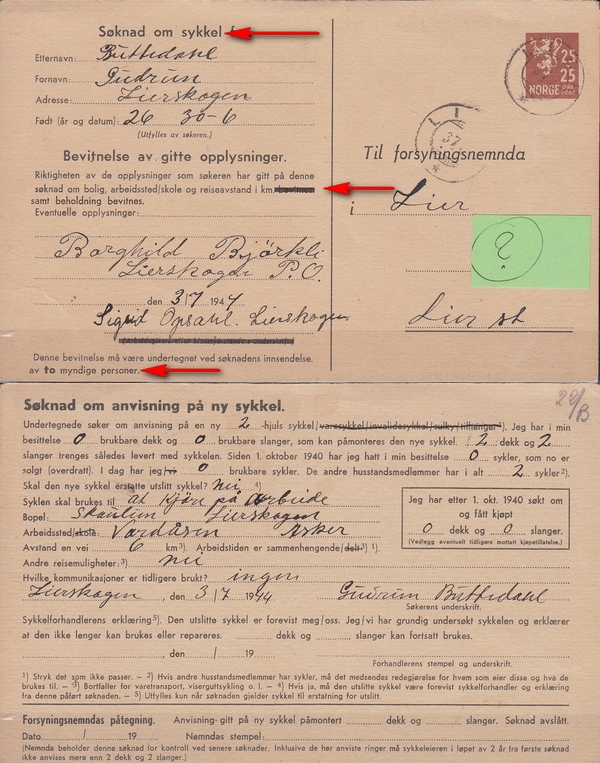 Søknad om sykkel
Etternavn: Buttedahl
Fornavn: Gudrun
Adresse: Lierskogen
Født (år og datum): 26 30-6
(Utfylles av søkeren.)
Bevitnelse av gitte opplysninger.
Riktigheten av de opplysninger som søkeren har gitt på denne
søknad om bolig, arbeidssted/skole og reiseavstand i km. bevitnes
samt beholdning bevitnes.
Eventuelle opplysninger:
Borghild Björkli
Lierskogen P.O.
den 3/7 1944
Sigrid Opsahl. Lierskogen
Denne bevitnelse må være undertegnet ved søknadens innsendelse.
av to myndige personer.
25
25
NORGE
LI
Til forsyningsnemnda
i Lier
?
Lier st
29/B
Søknad om anvisning på ny sykkel.
Undertegnede søker om anvisning på en ny 2 -hjuls sykkel/varesykkel/invalidesykkel/sulky/tilhenger¹). Jeg har i min
besittelse 0 brukbare dekk og 0 brukbare slanger, som kan påmonteres den nye sykkel. 2 dekk og 2
slanger trenges således levert med sykkelen. Siden 1. oktober 1940 har jeg hatt i min besittelse 0 sykler, som no er
solgt (overdratt). I dag har jeg/vi 0 brukbare sykler. De andre husstandsmedlemmer har i alt 2 sykler²).
Skal den nye sykkel erstatte utslitt sykkel? nei ⁴)
Syklen skal brukes til at kjöre på arbeide
Bopel: Skaulim Lierskogen
Arbeidssted/skole: Vardåsen Asker
Avstand en vei 6 km³). Arbeidstiden er sammenhengende/delt³) ¹).
Andre reisemuligheter:³) nei
Hvilke kommunikasjoner er tidligere brukt? ingen
Jeg har etter 1. okt. 1940 søkt om
og fått kjøpt
0 dekk og 0 slanger.
(Vedlegg eventuelt tidligere mottatt kjøpetillatelse.)
Lierskogen, den 3/7 1944 Gudrun Buttedahl
Søkerens underskrift.
Sykkelforhandlerens erklæring⁵). Den utslitte sykkel er forevist meg/oss. Jeg/vi har grundig undersøkt sykkelen og erklærer
at den ikke lenger kan brukes eller repareres. dekk og slanger kan fortsatt brukes.
, den / 19
Forhandlerens stempel og underskrift.
¹) Stryk det som ikke passer. — ²) Hvis andre husstandsmedlemmer har sykler, må det medsendes redegjørelse for hvem som eier disse og hva de
brukes til. — ³) Bortfaller for varetransport, viserguttsykling o. l. — ⁴) Hvis ja, må den utslitte sykkel være forevist sykkelforhandler og erklæring
fra denne påført søknaden. — ⁵) Utfylles kun når søknaden gjelder sykkel til erstatning for utslitt.
Forsyningsnemndas påtegning. Anvisning gitt på ny sykkel påmontert dekk og slanger. Søknad avslått.
Dato / 19 Nemndas stempel:
(Nemnda beholder denne søknad for kontroll ved senere søknader. Inklusive de her anviste ringer må sykkeleieren i løpet av 2 år fra første søknad
ikke anvises mere enn 2 dekk og 2 slanger.)